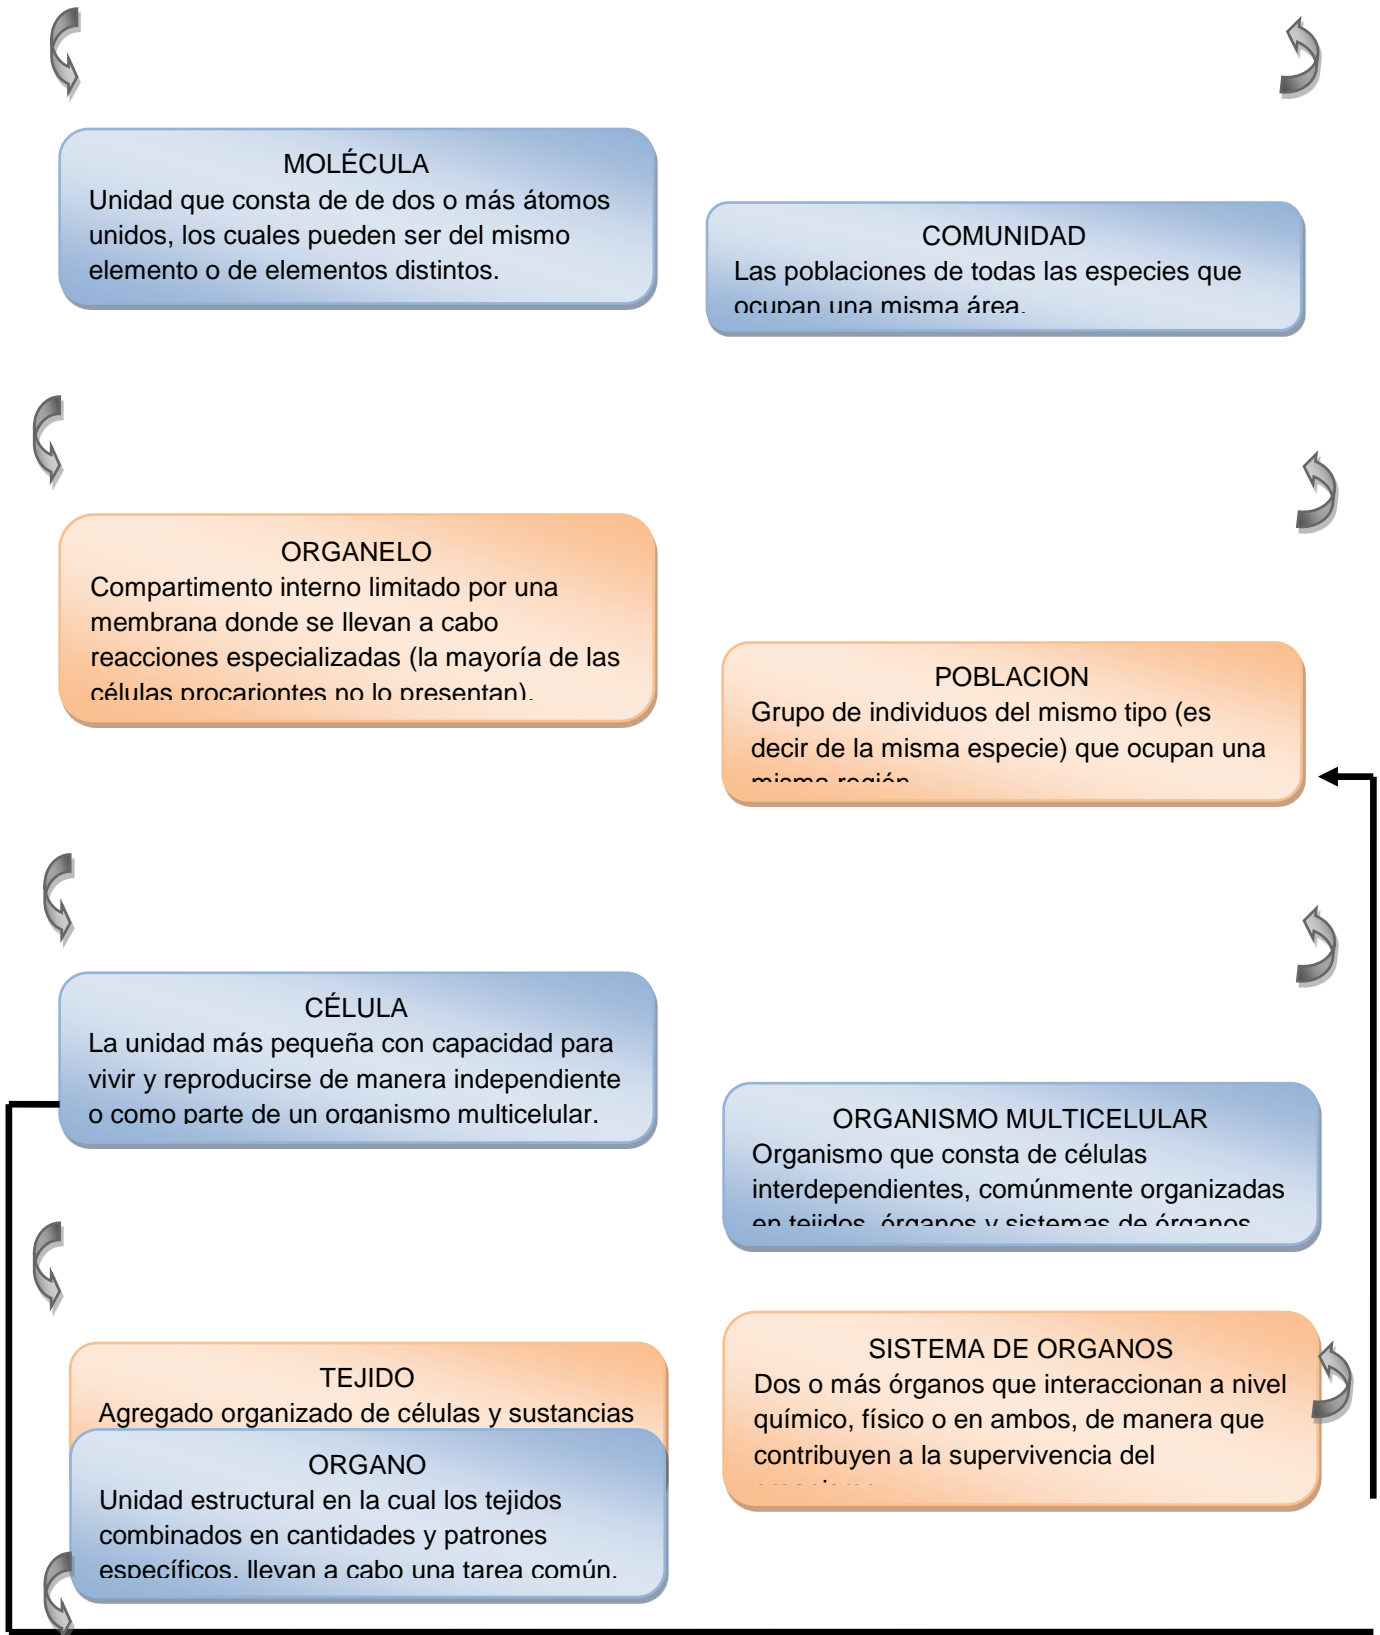 MOLÉCULA
Unidad que consta de de dos o más átomos
unidos, los cuales pueden ser del mismo
elemento o de elementos distintos.
COMUNIDAD
Las poblaciones de todas las especies que
ocupan una misma área.
ORGANELO
Compartimento interno limitado por una
membrana donde se llevan a cabo
reacciones especializadas (la mayoría de las
células procariontes no lo presentan).
POBLACION
Grupo de individuos del mismo tipo (es
decir de la misma especie) que ocupan una
misma región
CÉLULA
La unidad más pequeña con capacidad para
vivir y reproducirse de manera independiente
o como parte de un organismo multicelular.
ORGANISMO MULTICELULAR
Organismo que consta de células
interdependientes, comúnmente organizadas
en tejidos, órganos y sistemas de órganos
TEJIDO
Agregado organizado de células y sustancias
ORGANO
Unidad estructural en la cual los tejidos
combinados en cantidades y patrones
específicos, llevan a cabo una tarea común.
SISTEMA DE ORGANOS
Dos o más órganos que interaccionan a nivel
químico, físico o en ambos, de manera que
contribuyen a la supervivencia del